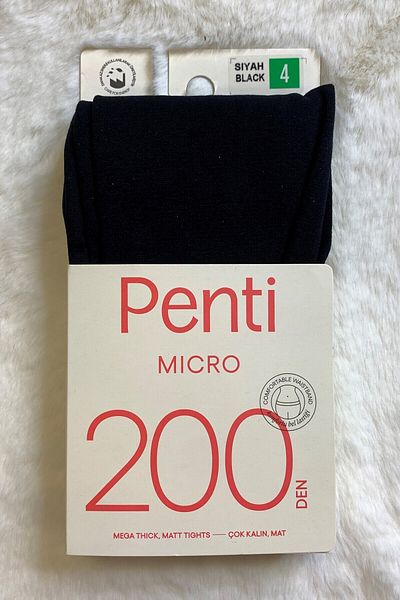 SIYAH
BLACK
4
Penti
MICRO
COMFORTABLE WAISTBAND
200
DEN
MEGA THICK, MATT TIGHTS — ÇOK KALIN, MAT